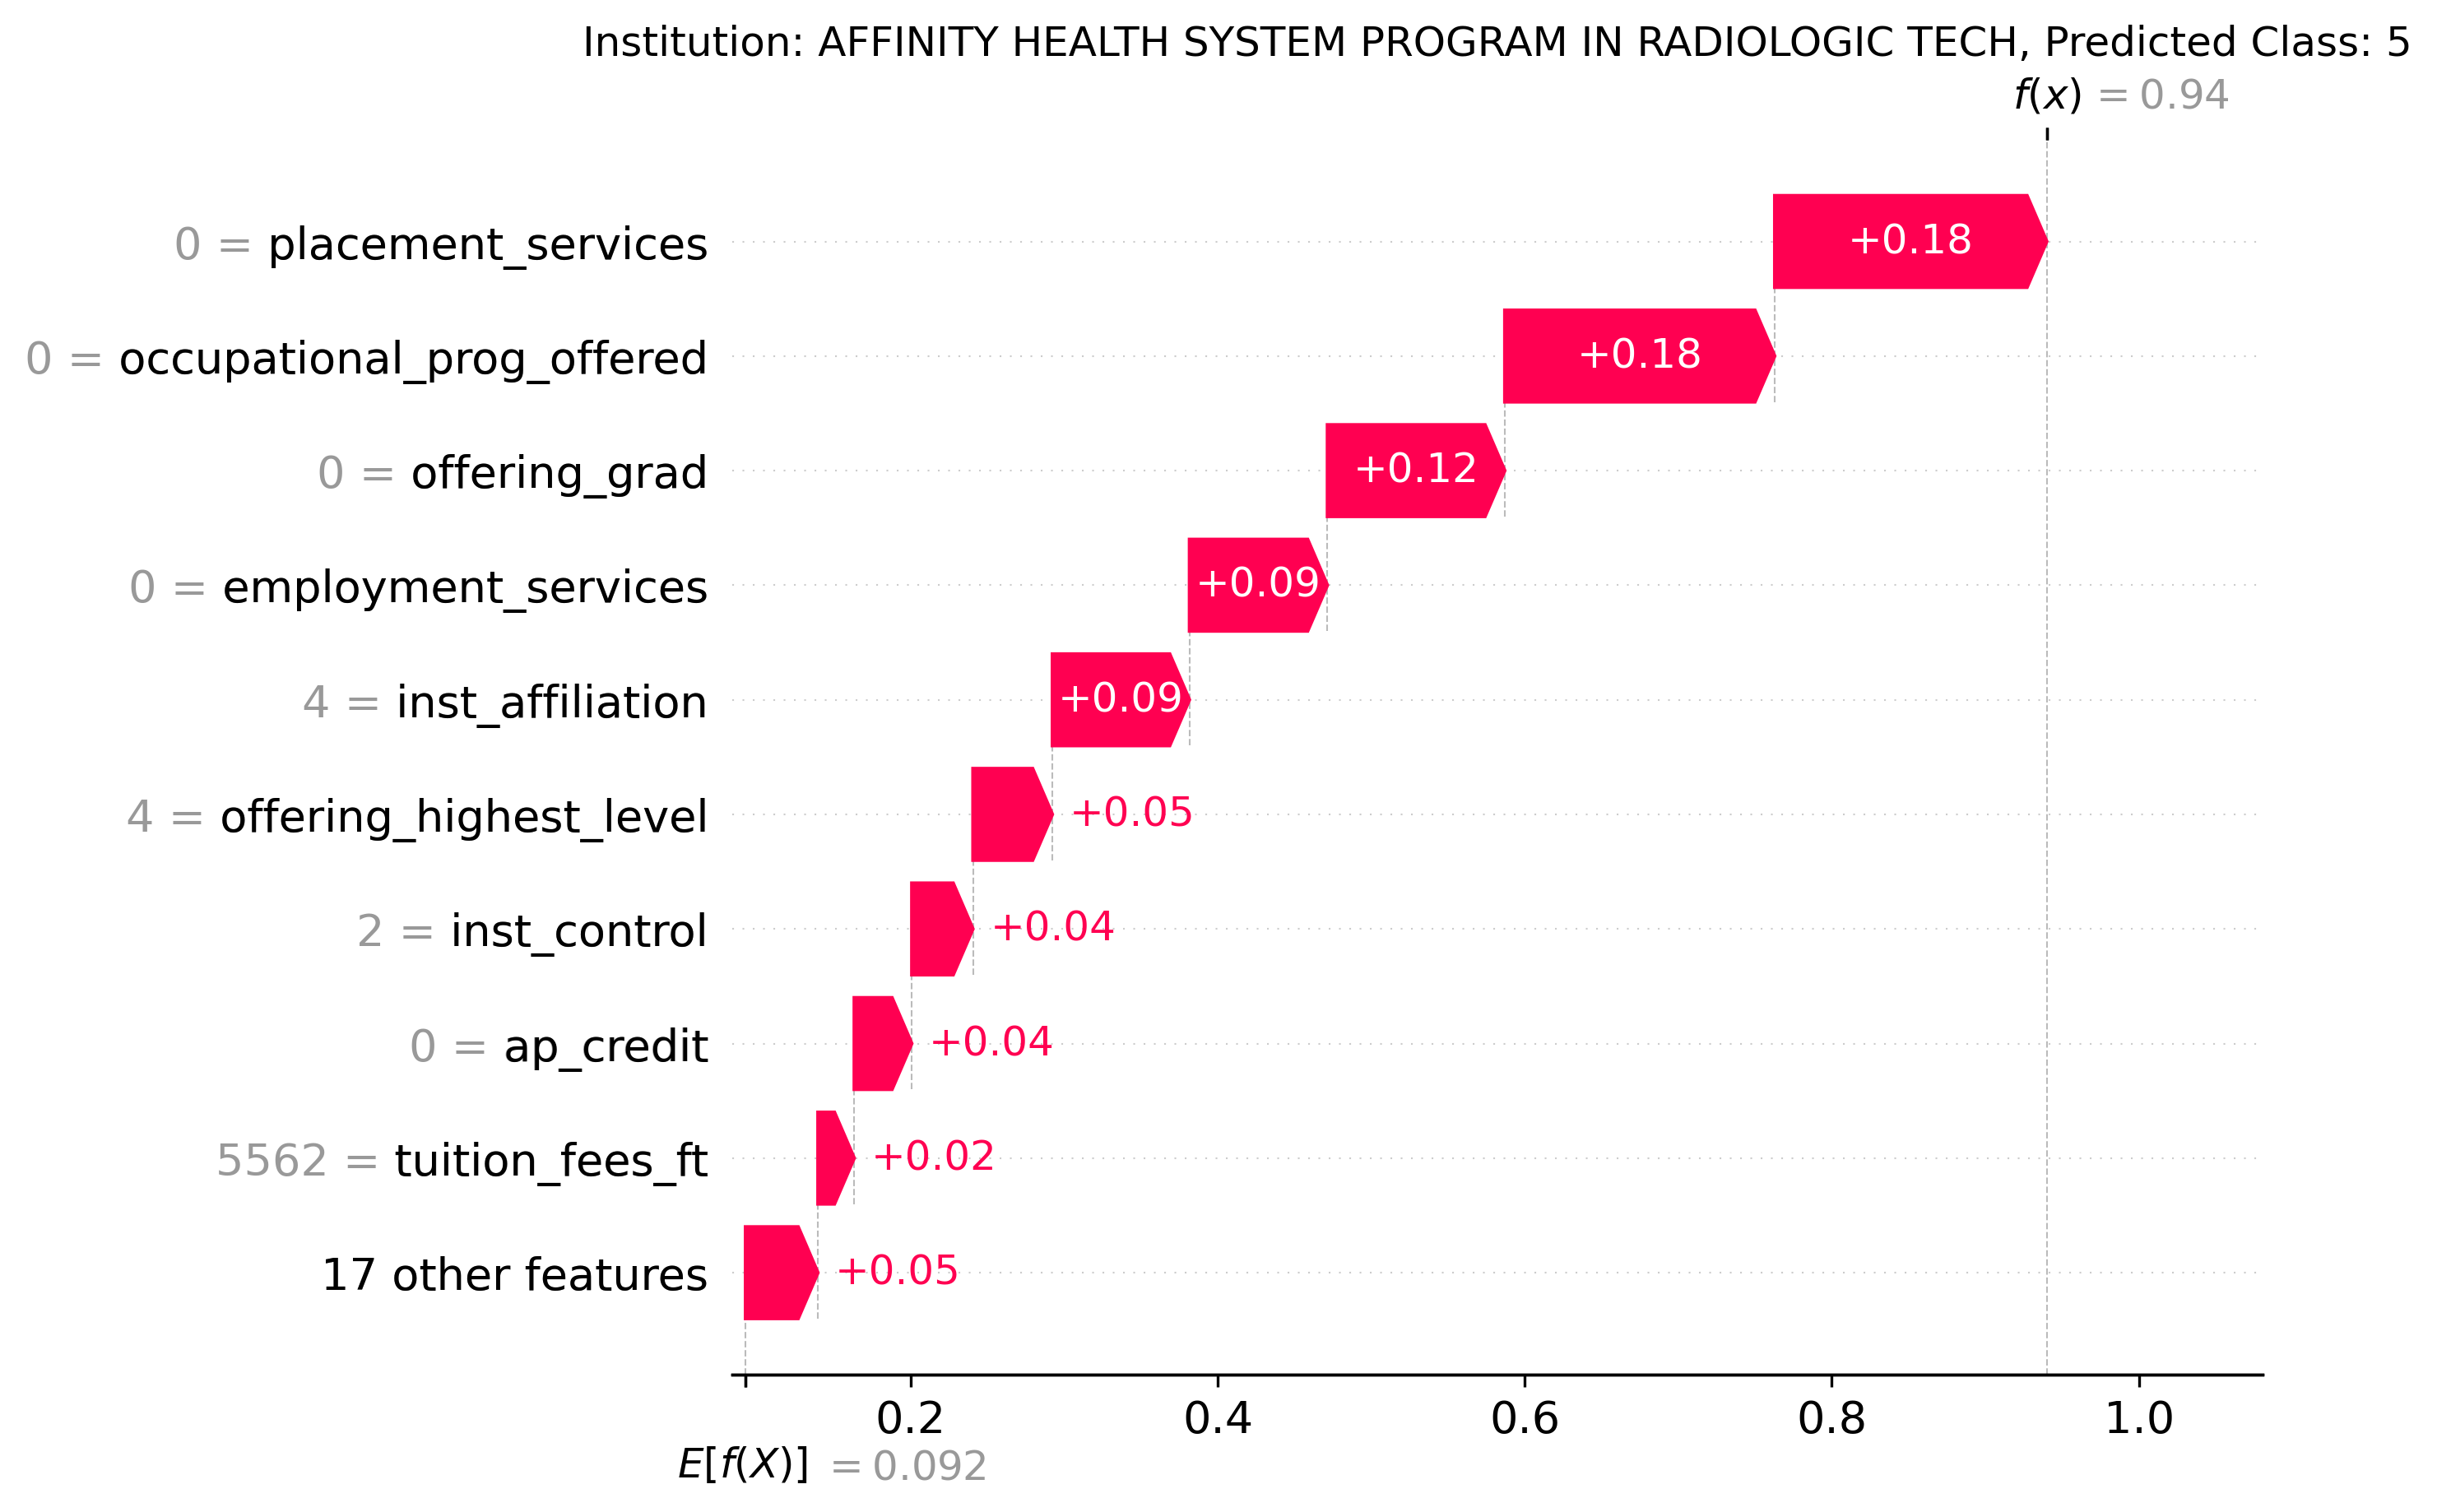 Institution: AFFINITY HEALTH SYSTEM PROGRAM IN RADIOLOGIC TECH, Predicted Class: 5
f(x) = 0.94
0 = placement_services +0.18
0 = occupational_prog_offered +0.18
0 = offering_grad +0.12
0 = employment_services +0.09
4 = inst_affiliation +0.09
4 = offering_highest_level +0.05
2 = inst_control +0.04
0 = ap_credit +0.04
5562 = tuition_fees_ft +0.02
17 other features +0.05
0.2 0.4 0.6 0.8 1.0
E[f(X)] = 0.092